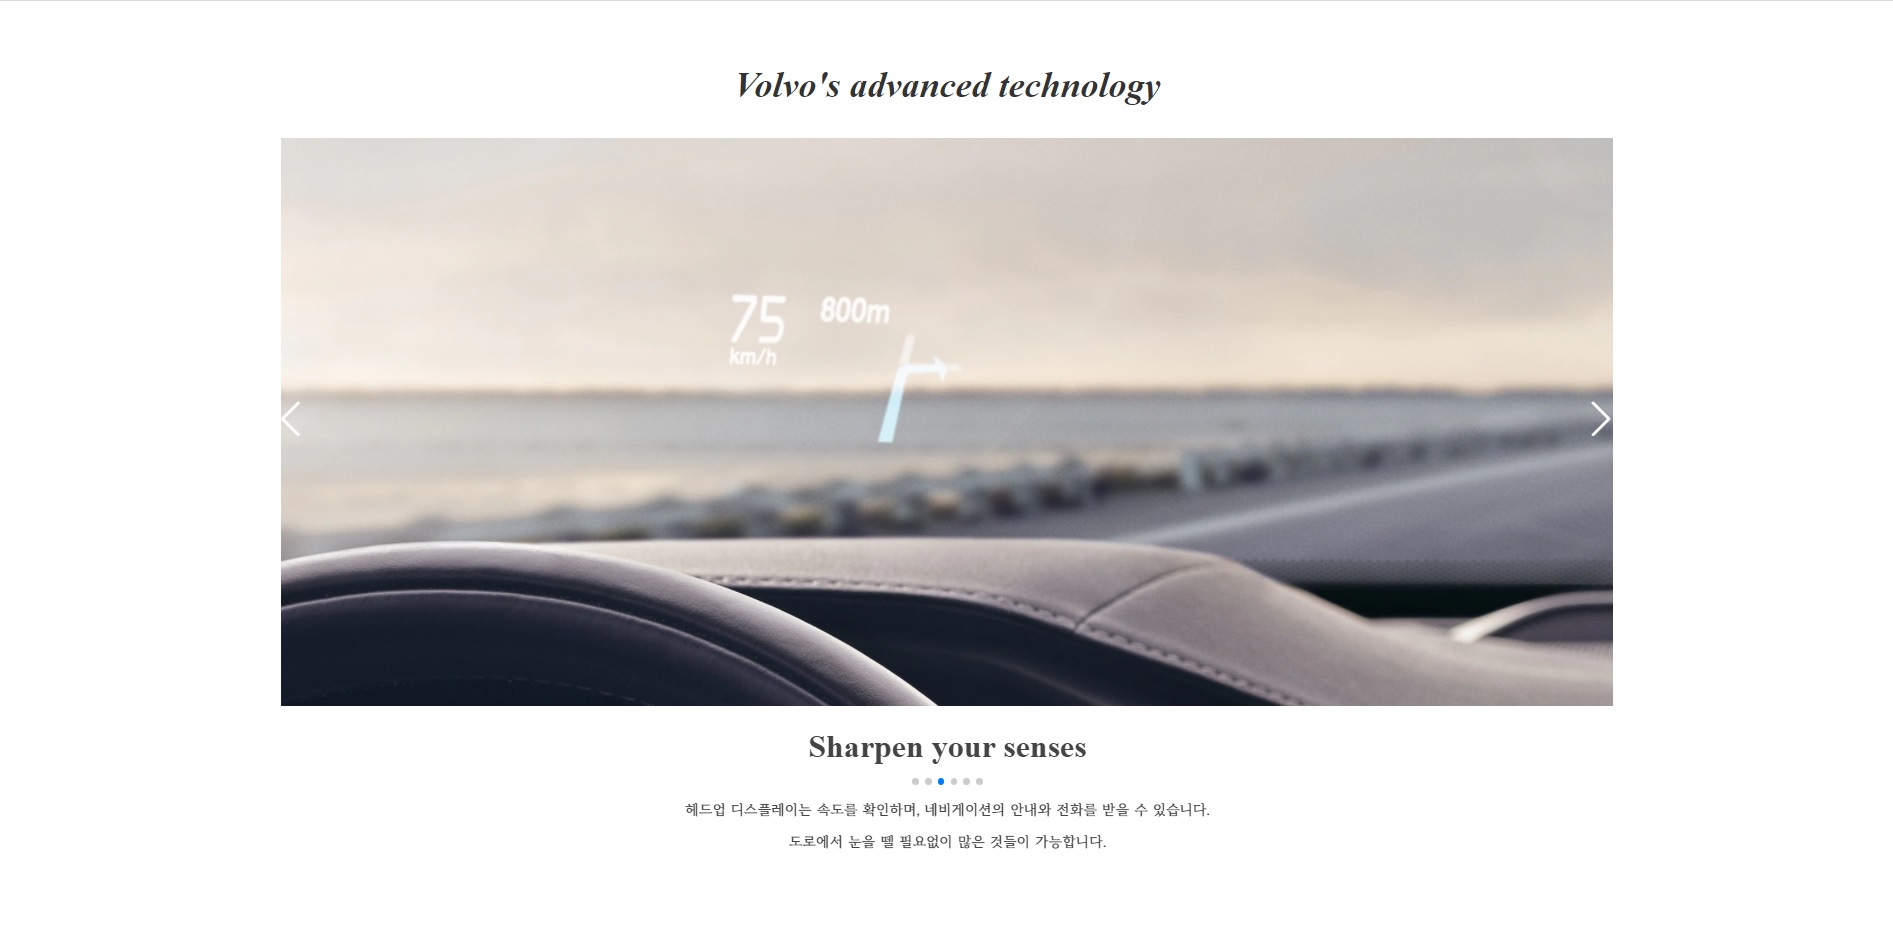 Volvo's advanced technology
75
km/h
800m
Sharpen your senses
헤드업 디스플레이는 속도를 확인하며, 네비게이션의 안내와 전화를 받을 수 있습니다.
도로에서 눈을 뗄 필요없이 많은 것들이 가능합니다.